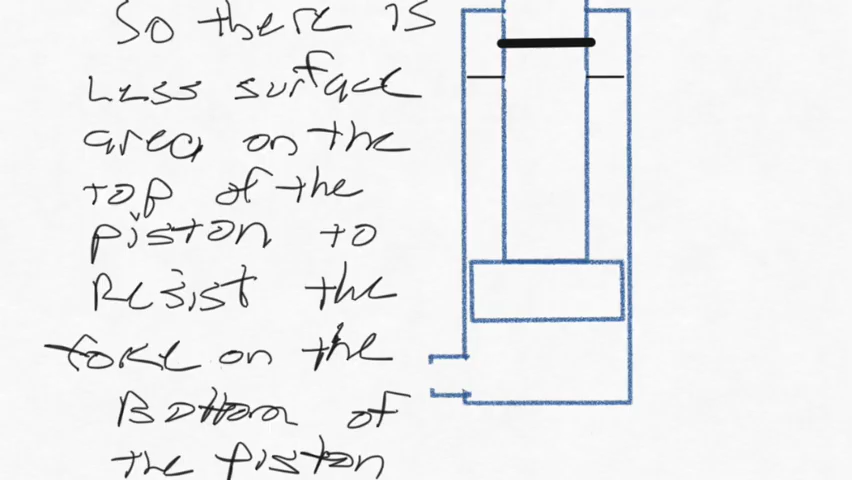 So there is
Less surface
area on the
top of the
piston to
Resist the
force on the
Bottom of
the piston